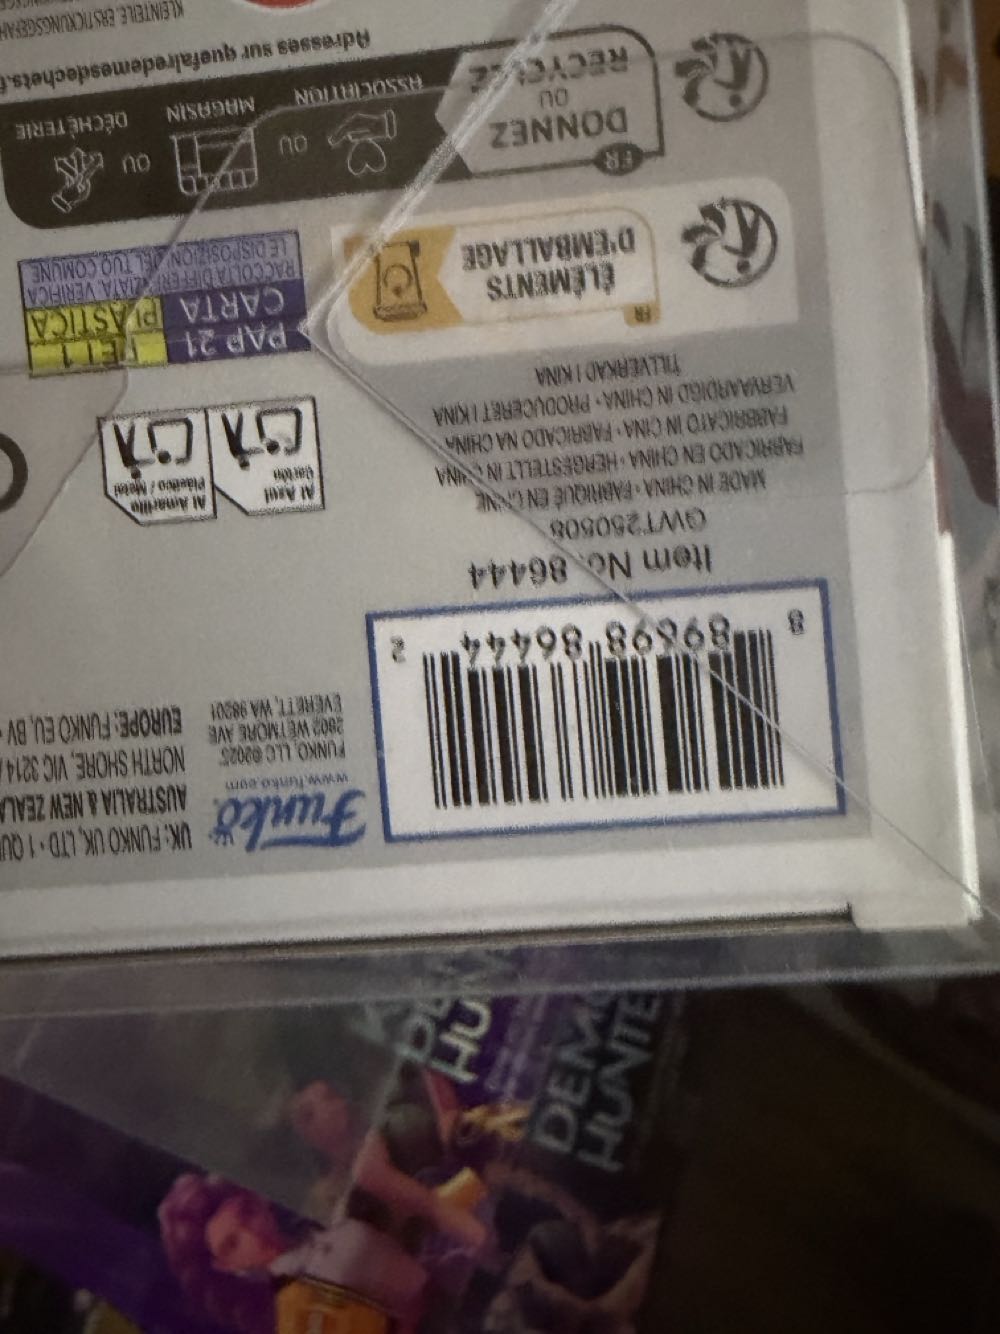 UK: FUNKO UK, LTD • 1 QU
AUSTRALIA & NEW ZEALA
NORTH SHORE, VIC 3214
EUROPE: FUNKO EU, BV •
Funko
www.funko.com
FUNKO LLC ©2025
2802 WETMORE AVE
EVERETT, WA 98201
8 89698 86444 2
Item No. 86444
GWT250508
MADE IN CHINA • FABRIQUÉ EN CHINE
FABRICADO EN CHINA • HERGESTELLT IN CHINA
FABBRICATO IN CINA • FABRICADO NA CHINA
VERVAARDIGD IN CHINA • PRODUCERET I KINA
TILLVERKAD I KINA
Al Azul
Cartón
Al Amarillo
Plástico / Metal
PAP 21
CARTA
PET 1
PLASTICA
RACCOLTA DIFFERENZIATA. VERIFICA
LE DISPOSIZIONI DEL TUO COMUNE
FR
ÉLÉMENTS
D'EMBALLAGE
FR
DONNEZ
OU
RECYCLEZ
ASSOCIATION
OU
MAGASIN
OU
DÉCHÈTERIE
Adresses sur quefairedemesdechets.f
KLEINTEILE. ERSTICKUNGSGEFAH
DEM
HUNTE